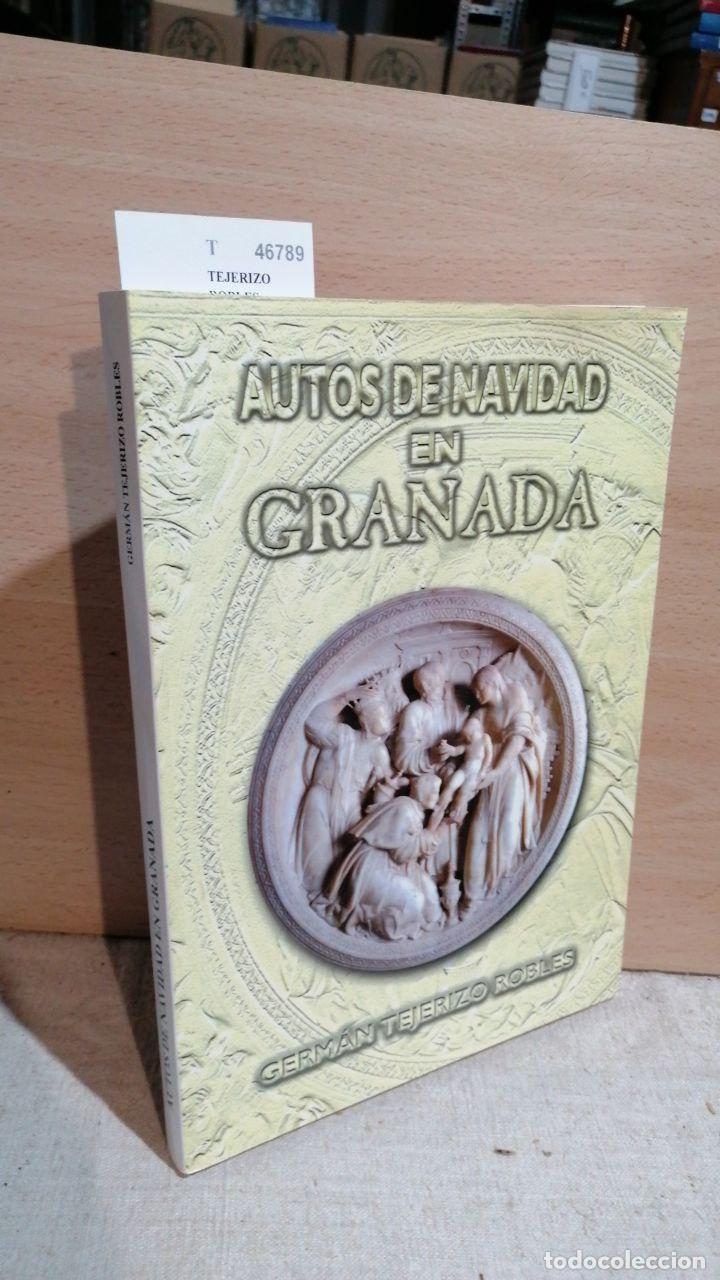 T 46789
TEJERIZO
ROBLES
AUTOS DE NAVIDAD
EN
GRANADA
GERMÁN TEJERIZO ROBLES
GERMÁN TEJERIZO ROBLES
AUTOS DE NAVIDAD EN GRANADA
todocoleccion